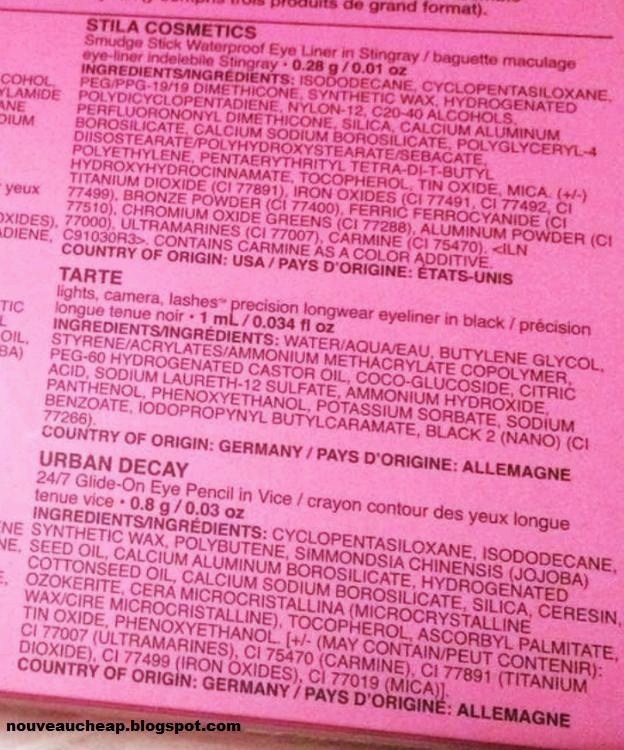 trois produits de grand format).
STILA COSMETICS
Smudge Stick Waterproof Eye Liner in Stingray / baguette maculage
eye-liner indelebile Stingray • 0.28 g / 0.01 oz
INGREDIENTS/INGRÉDIENTS: ISODODECANE, CYCLOPENTASILOXANE,
PEG/PPG-19/19 DIMETHICONE, SYNTHETIC WAX, HYDROGENATED
POLYDICYCLOPENTADIENE, NYLON-12, C20-40 ALCOHOLS,
PERFLUORONONYL DIMETHICONE, SILICA, CALCIUM ALUMINUM
BOROSILICATE, CALCIUM SODIUM BOROSILICATE, POLYGLYCERYL-4
DIISOSTEARATE/POLYHYDROXYSTEARATE/SEBACATE,
POLYETHYLENE, PENTAERYTHRITYL TETRA-DI-T-BUTYL
HYDROXYHYDROCINNAMATE, TOCOPHEROL, TIN OXIDE, MICA. (+/-)
TITANIUM DIOXIDE (CI 77891), IRON OXIDES (CI 77491, CI 77492, CI
77499), BRONZE POWDER (CI 77400), FERRIC FERROCYANIDE (CI
77510), CHROMIUM OXIDE GREENS (CI 77288), ALUMINUM POWDER (CI
77000), ULTRAMARINES (CI 77007), CARMINE (CI 75470). <ILN
C91030R3>. CONTAINS CARMINE AS A COLOR ADDITIVE.
COUNTRY OF ORIGIN: USA / PAYS D'ORIGINE: ÉTATS-UNIS
TARTE
lights, camera, lashes™ precision longwear eyeliner in black / précision
longue tenue noir • 1 mL / 0.034 fl oz
INGREDIENTS/INGRÉDIENTS: WATER/AQUA/EAU, BUTYLENE GLYCOL,
STYRENE/ACRYLATES/AMMONIUM METHACRYLATE COPOLYMER,
PEG-60 HYDROGENATED CASTOR OIL, COCO-GLUCOSIDE, CITRIC
ACID, SODIUM LAURETH-12 SULFATE, AMMONIUM HYDROXIDE,
PANTHENOL, PHENOXYETHANOL, POTASSIUM SORBATE, SODIUM
BENZOATE, IODOPROPYNYL BUTYLCARAMATE, BLACK 2 (NANO) (CI
77266).
COUNTRY OF ORIGIN: GERMANY / PAYS D'ORIGINE: ALLEMAGNE
URBAN DECAY
24/7 Glide-On Eye Pencil in Vice / crayon contour des yeux longue
tenue vice • 0.8 g / 0.03 oz
INGREDIENTS/INGRÉDIENTS: CYCLOPENTASILOXANE, ISODODECANE,
SYNTHETIC WAX, POLYBUTENE, SIMMONDSIA CHINENSIS (JOJOBA)
SEED OIL, CALCIUM ALUMINUM BOROSILICATE, HYDROGENATED
COTTONSEED OIL, CALCIUM SODIUM BOROSILICATE, SILICA, CERESIN,
OZOKERITE, CERA MICROCRISTALLINA (MICROCRYSTALLINE
WAX/CIRE MICROCRISTALLINE), TOCOPHEROL, ASCORBYL PALMITATE,
TIN OXIDE, PHENOXYETHANOL. [+/- (MAY CONTAIN/PEUT CONTENIR):
CI 77007 (ULTRAMARINES), CI 75470 (CARMINE), CI 77891 (TITANIUM
DIOXIDE), CI 77499 (IRON OXIDES), CI 77019 (MICA)].
COUNTRY OF ORIGIN: GERMANY / PAYS D'ORIGINE: ALLEMAGNE
nouveaucheap.blogspot.com